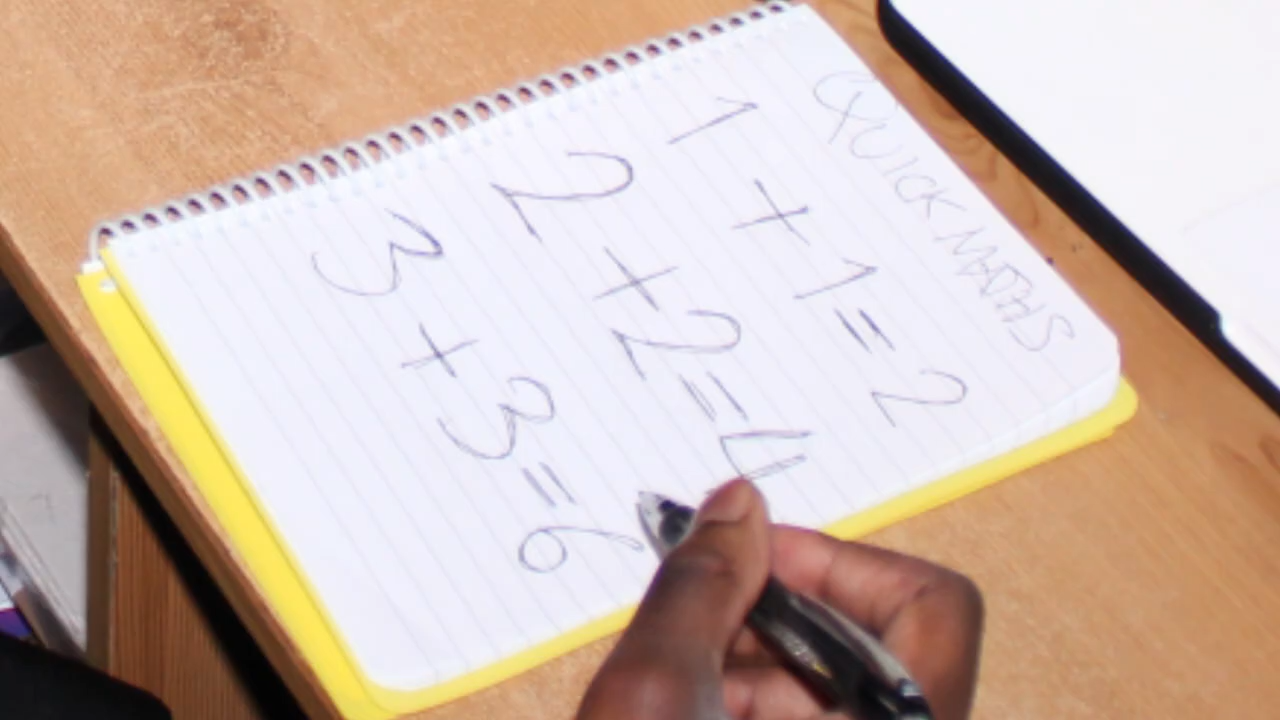 QUICK MATHS
1 + 1 = 2
2 + 2 = 4
3 + 3 = 6